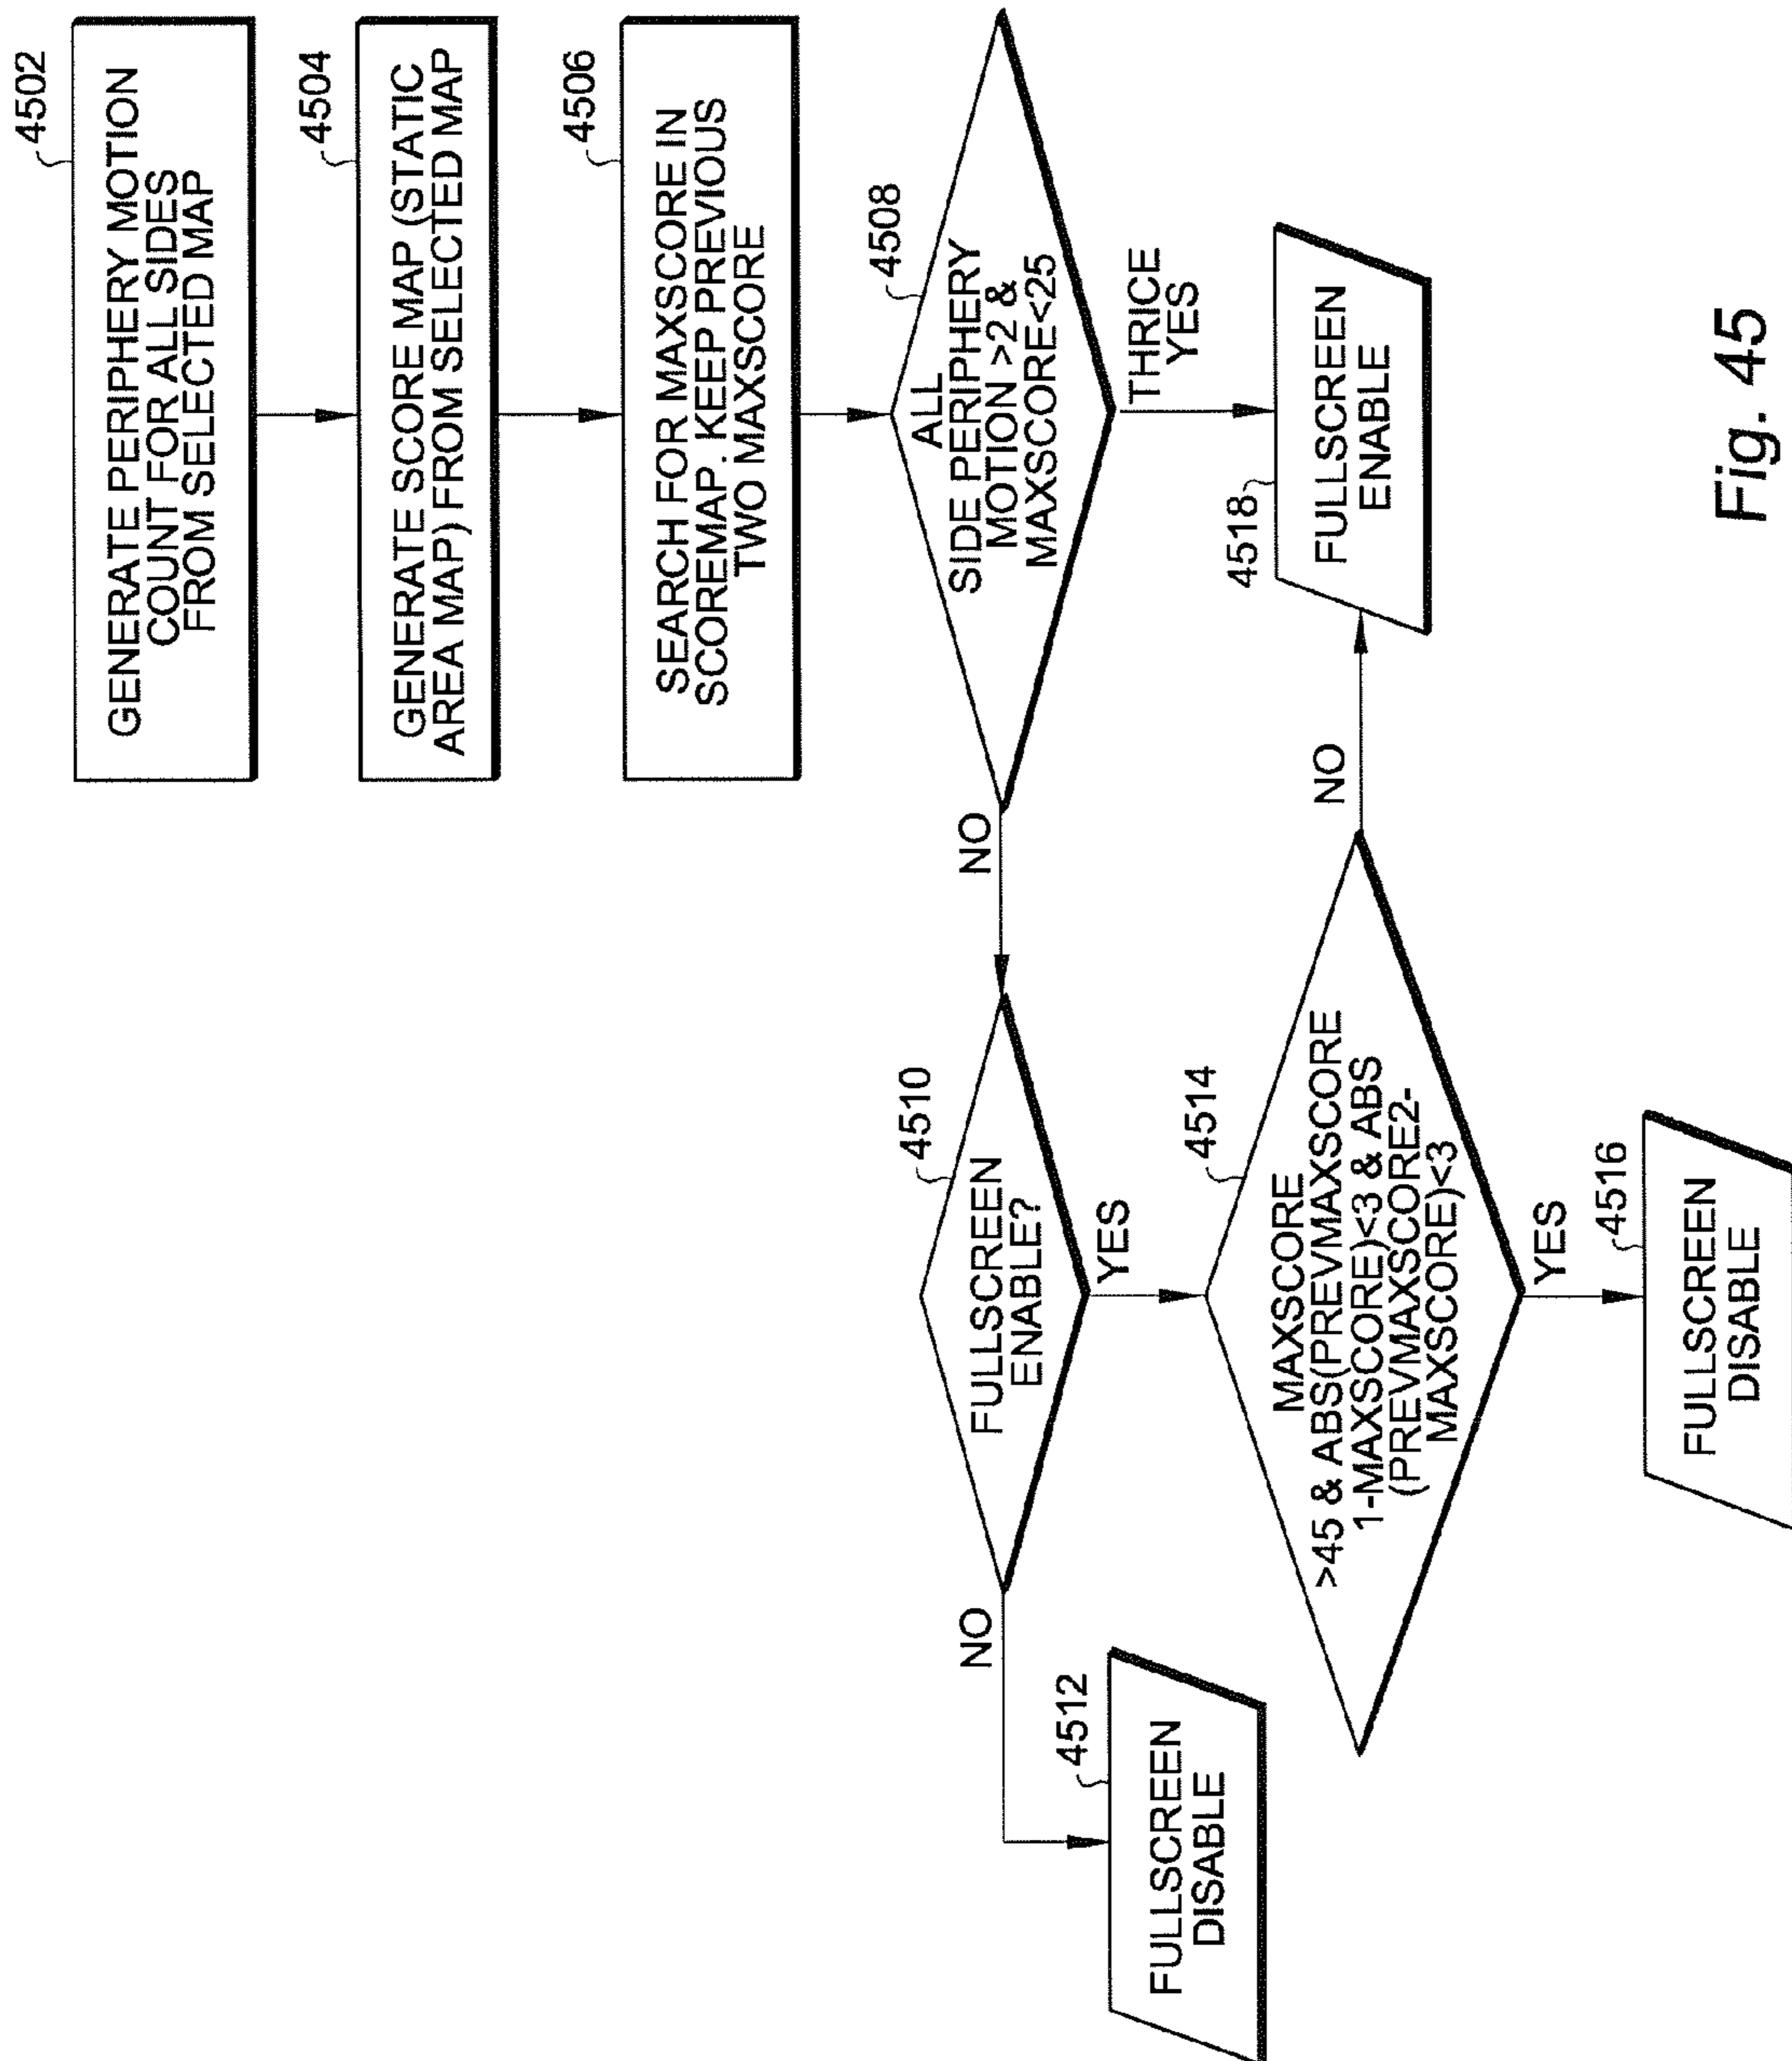 4502
GENERATE PERIPHERY MOTION
COUNT FOR ALL SIDES
FROM SELECTED MAP
4504
GENERATE SCORE MAP (STATIC
AREA MAP) FROM SELECTED MAP
4506
SEARCH FOR MAXSCORE IN
SCOREMAP. KEEP PREVIOUS
TWO MAXSCORE
4508
ALL
SIDE PERIPHERY
MOTION >2 &
MAXSCORE<25
NO
THRICE
YES
4510
FULLSCREEN
ENABLE?
NO
YES
4512
FULLSCREEN
DISABLE
4514
MAXSCORE
>45 & ABS(PREVMAXSCORE
1-MAXSCORE)<3 & ABS
(PREVMAXSCORE2-
MAXSCORE)<3
NO
YES
4518
FULLSCREEN
ENABLE
4516
FULLSCREEN
DISABLE
Fig. 45